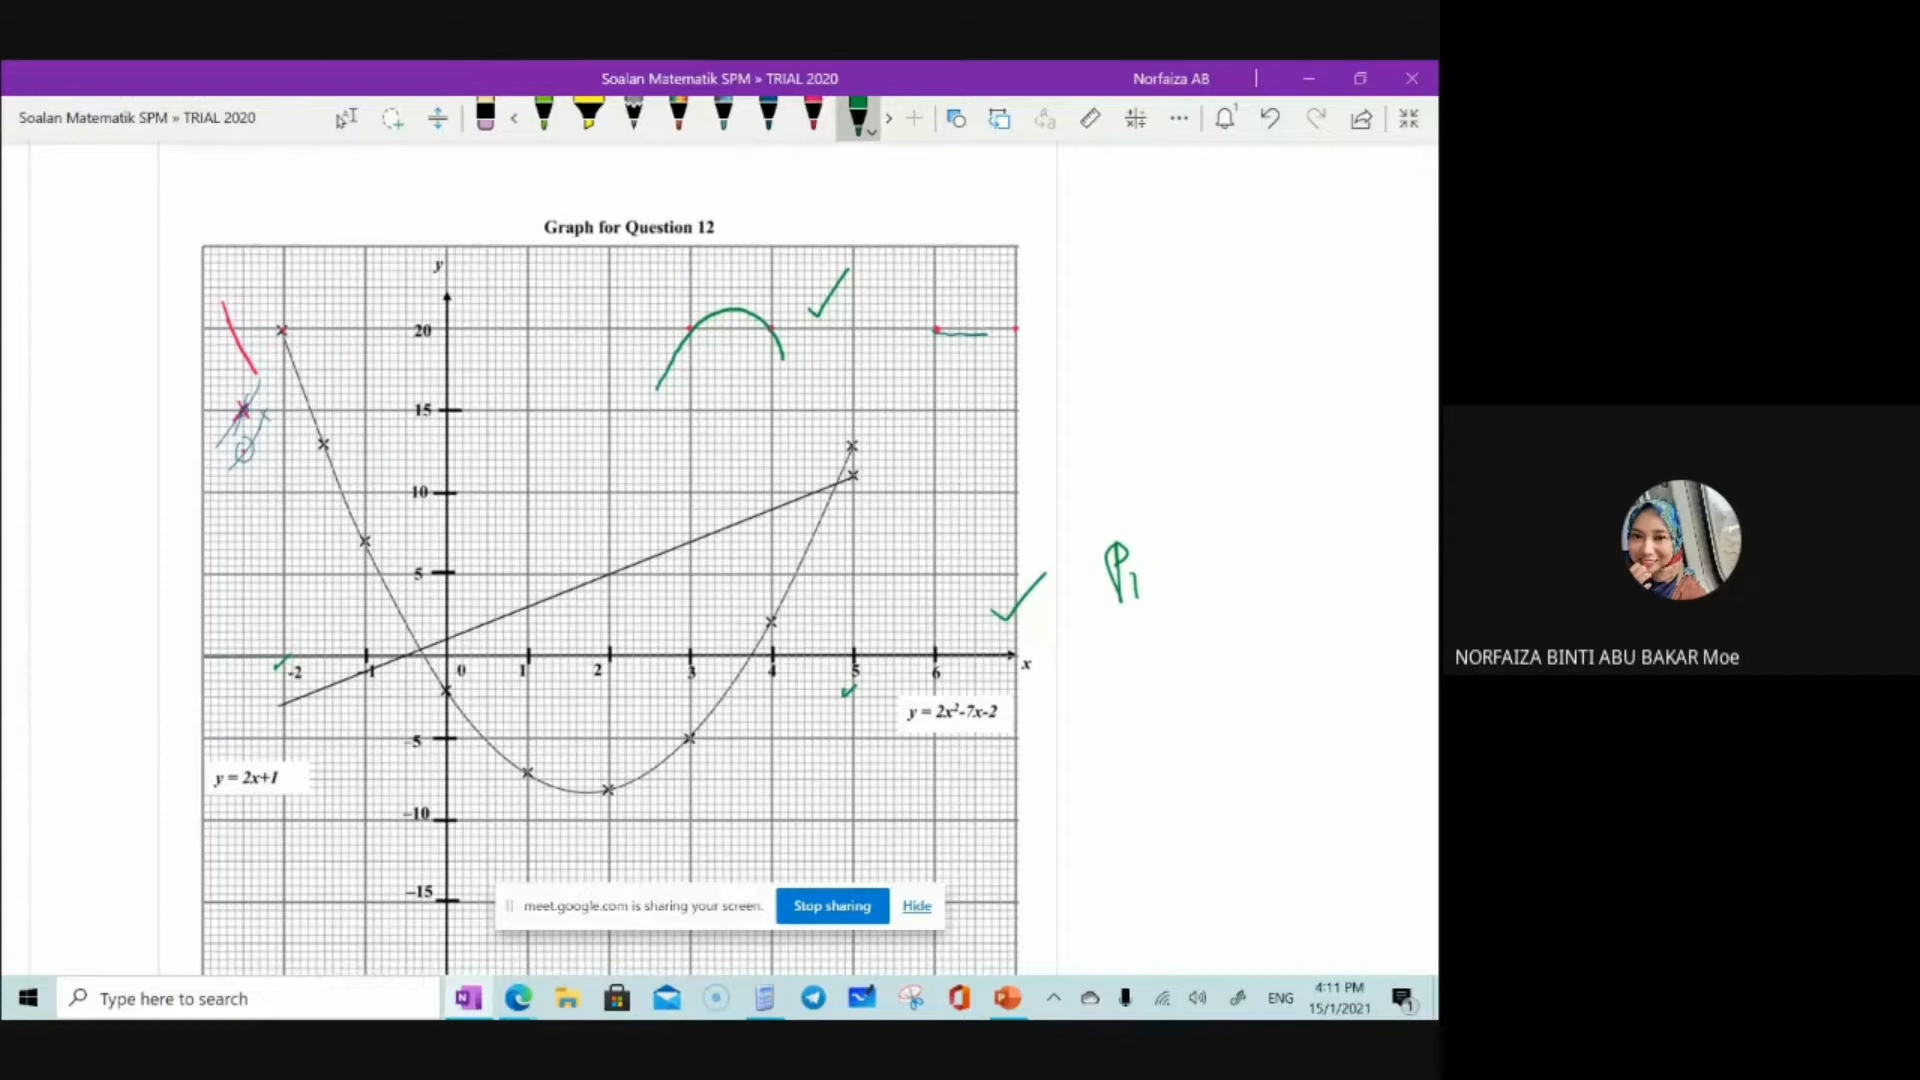 Soalan Matematik SPM » TRIAL 2020
Norfaiza AB
Soalan Matematik SPM » TRIAL 2020
Graph for Question 12
y
20
15
10
5
P1
-2 -1 0 1 2 3 4 5 6 x
y = 2x²-7x-2
-5
y = 2x+1
-10
-15
NORFAIZA BINTI ABU BAKAR Moe
meet.google.com is sharing your screen. Stop sharing Hide
Type here to search
ENG
4:11 PM
15/1/2021
1